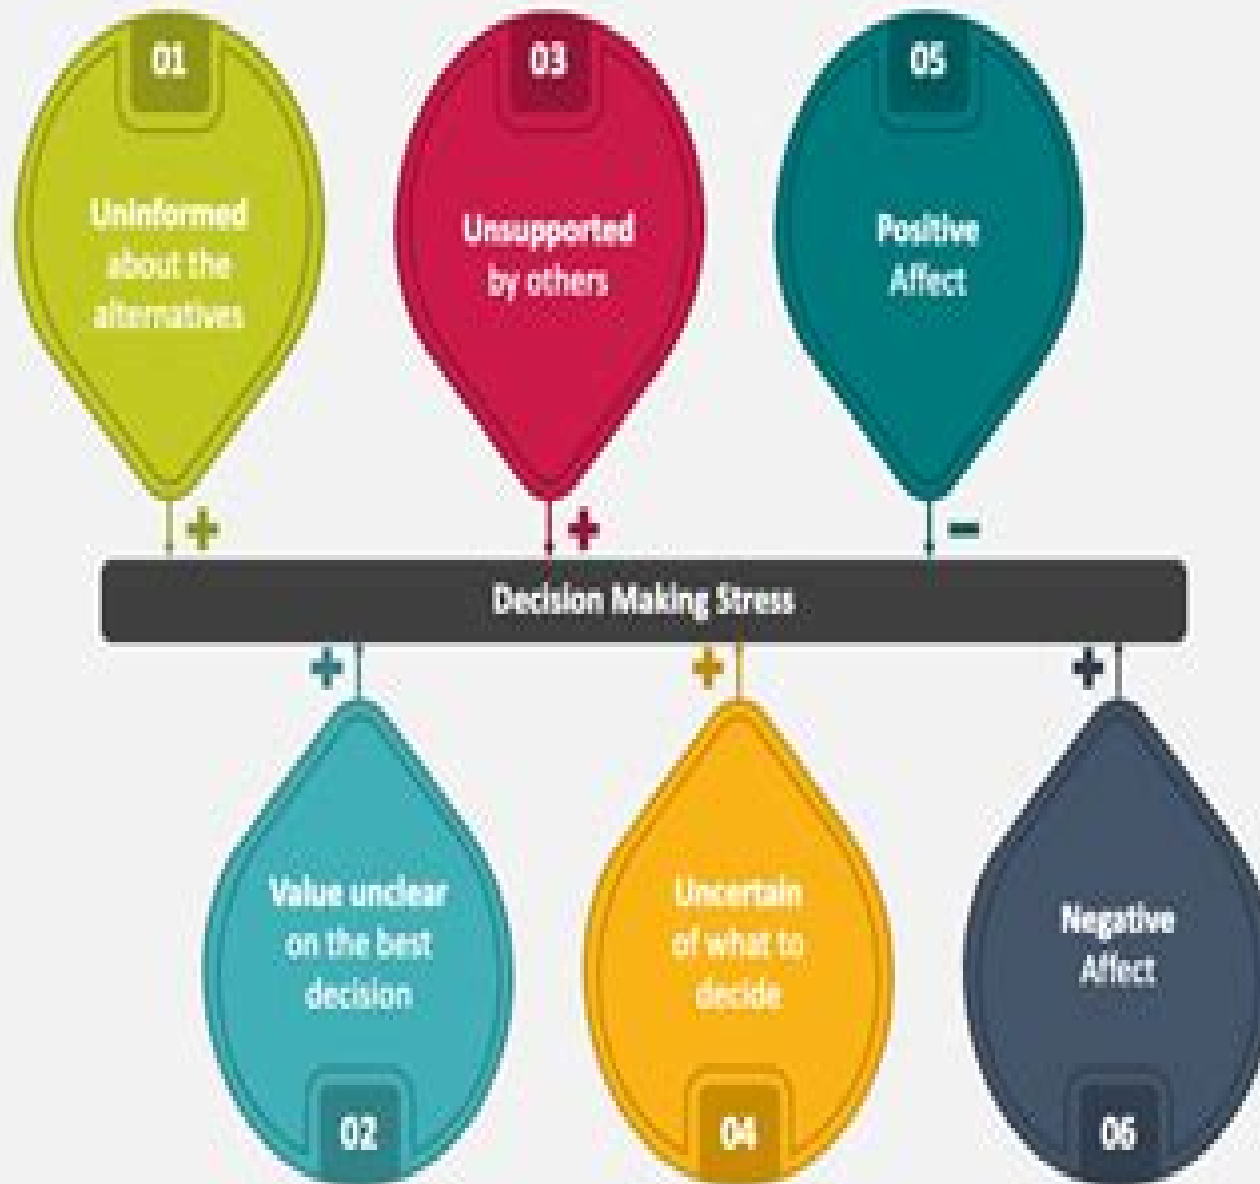 01
Uninformed
about the
alternatives
03
Unsupported
by others
05
Positive
Affect
+
+
−
Decision Making Stress
+
+
+
Value unclear
on the best
decision
02
Uncertain
of what to
decide
04
Negative
Affect
06